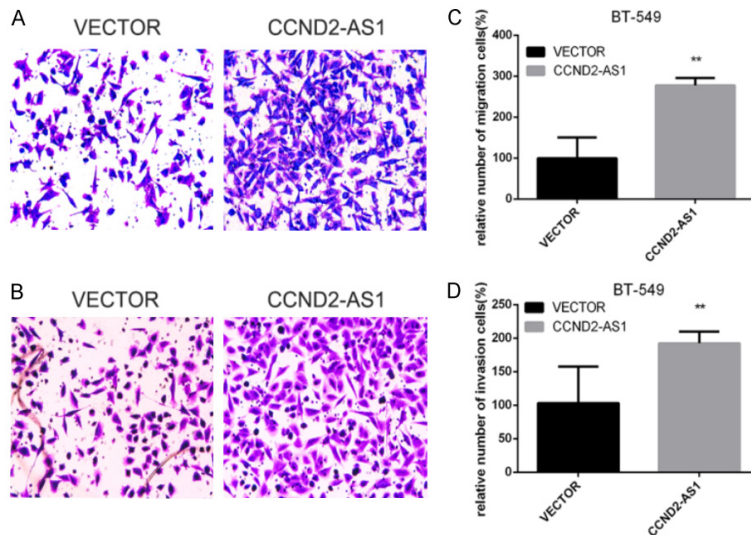 A
VECTOR
CCND2-AS1
B
VECTOR
CCND2-AS1
C
BT-549
VECTOR
CCND2-AS1
**
relative number of migration cells(%)
400
300
200
100
0
VECTOR
CCND2-AS1
D
BT-549
VECTOR
CCND2-AS1
**
relative number of invasion cells(%)
250
200
150
100
50
0
VECTOR
CCND2-AS1